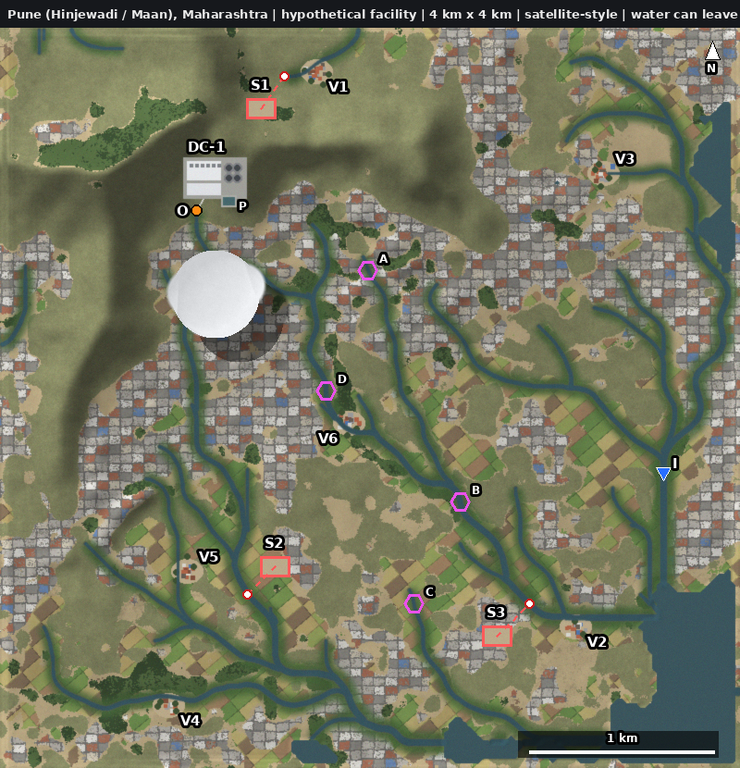 Pune (Hinjewadi / Maan), Maharashtra | hypothetical facility | 4 km x 4 km | satellite-style | water can leave
N
S1
V1
DC-1
V3
O
P
A
D
V6
I
B
S2
V5
C
S3
V2
V4
1 km